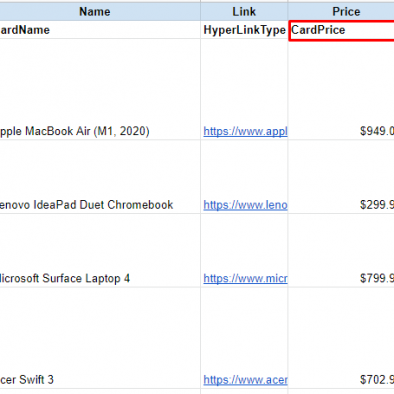 Name Link Price
ardName HyperLinkType CardPrice
pple MacBook Air (M1, 2020) https://www.appl $949.0
enovo IdeaPad Duet Chromebook https://www.leno $299.9
icrosoft Surface Laptop 4 https://www.micr $799.9
cer Swift 3 https://www.acer $702.9